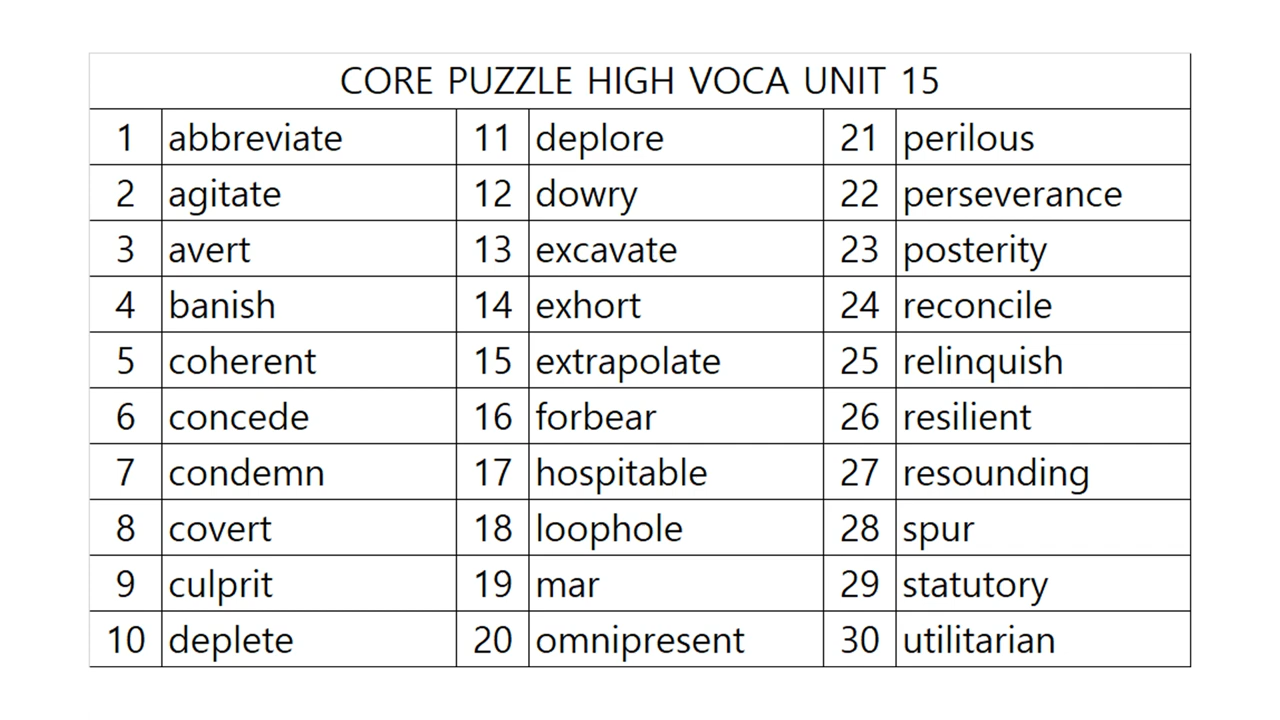 CORE PUZZLE HIGH VOCA UNIT 15
1 abbreviate 11 deplore 21 perilous
2 agitate 12 dowry 22 perseverance
3 avert 13 excavate 23 posterity
4 banish 14 exhort 24 reconcile
5 coherent 15 extrapolate 25 relinquish
6 concede 16 forbear 26 resilient
7 condemn 17 hospitable 27 resounding
8 covert 18 loophole 28 spur
9 culprit 19 mar 29 statutory
10 deplete 20 omnipresent 30 utilitarian